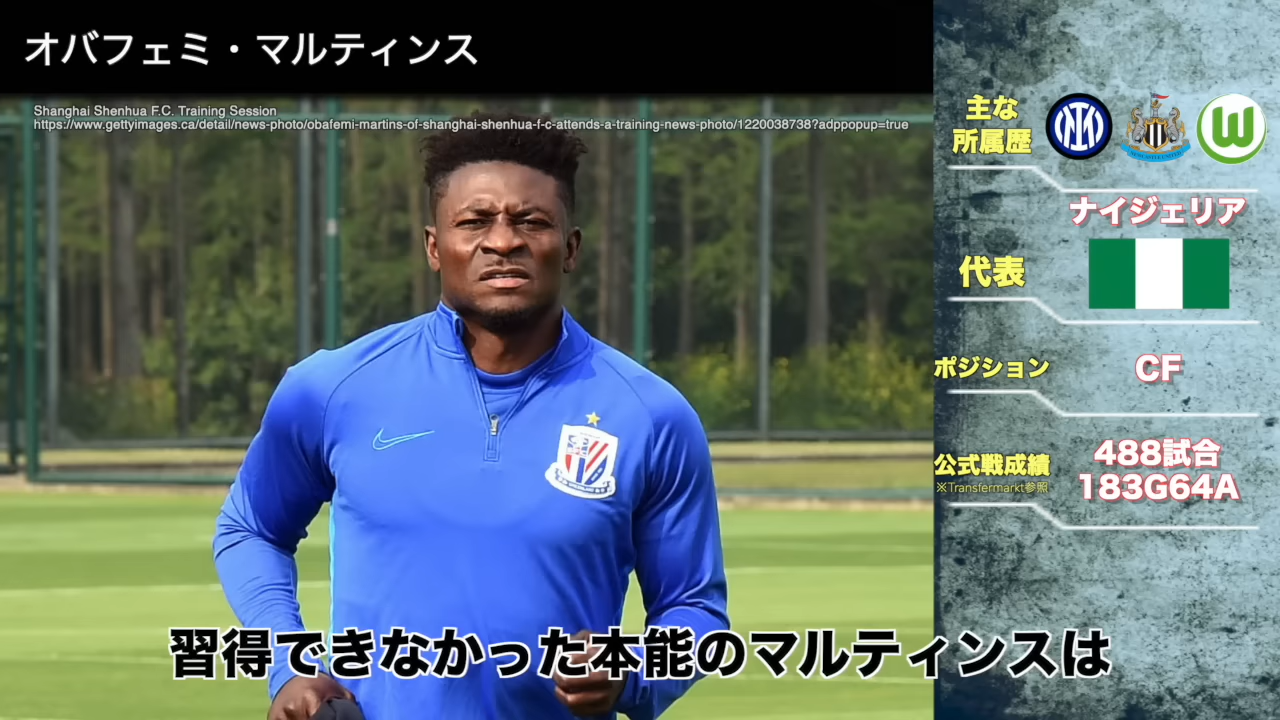 オバフェミ・マルティンス
Shanghai Shenhua F.C. Training Session
https://www.gettyimages.ca/detail/news-photo/obafemi-martins-of-shanghai-shenhua-f-c-attends-a-training-news-photo/1220038738?adppopup=true
主な
所属歴
NEWCASTLE UNITED
W
ナイジェリア
代表
ポジション
CF
公式戦成績
※Transfermarkt参照
488試合
183G64A
習得できなかった本能のマルティンスは